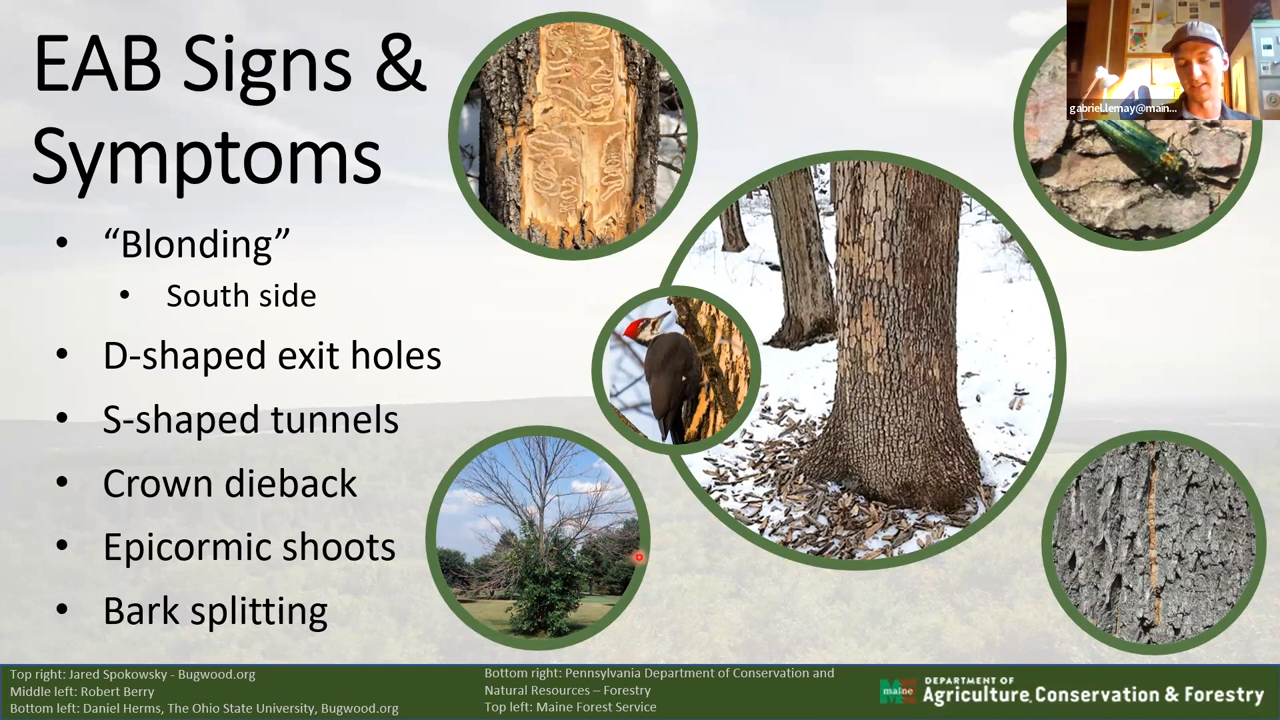 EAB Signs &
Symptoms
• "Blonding"
• South side
• D-shaped exit holes
• S-shaped tunnels
• Crown dieback
• Epicormic shoots
• Bark splitting
gabriel.lemay@main...
Top right: Jared Spokowsky - Bugwood.org
Middle left: Robert Berry
Bottom left: Daniel Herms, The Ohio State University, Bugwood.org
Bottom right: Pennsylvania Department of Conservation and
Natural Resources – Forestry
Top left: Maine Forest Service
maine
DEPARTMENT OF
Agriculture, Conservation & Forestry